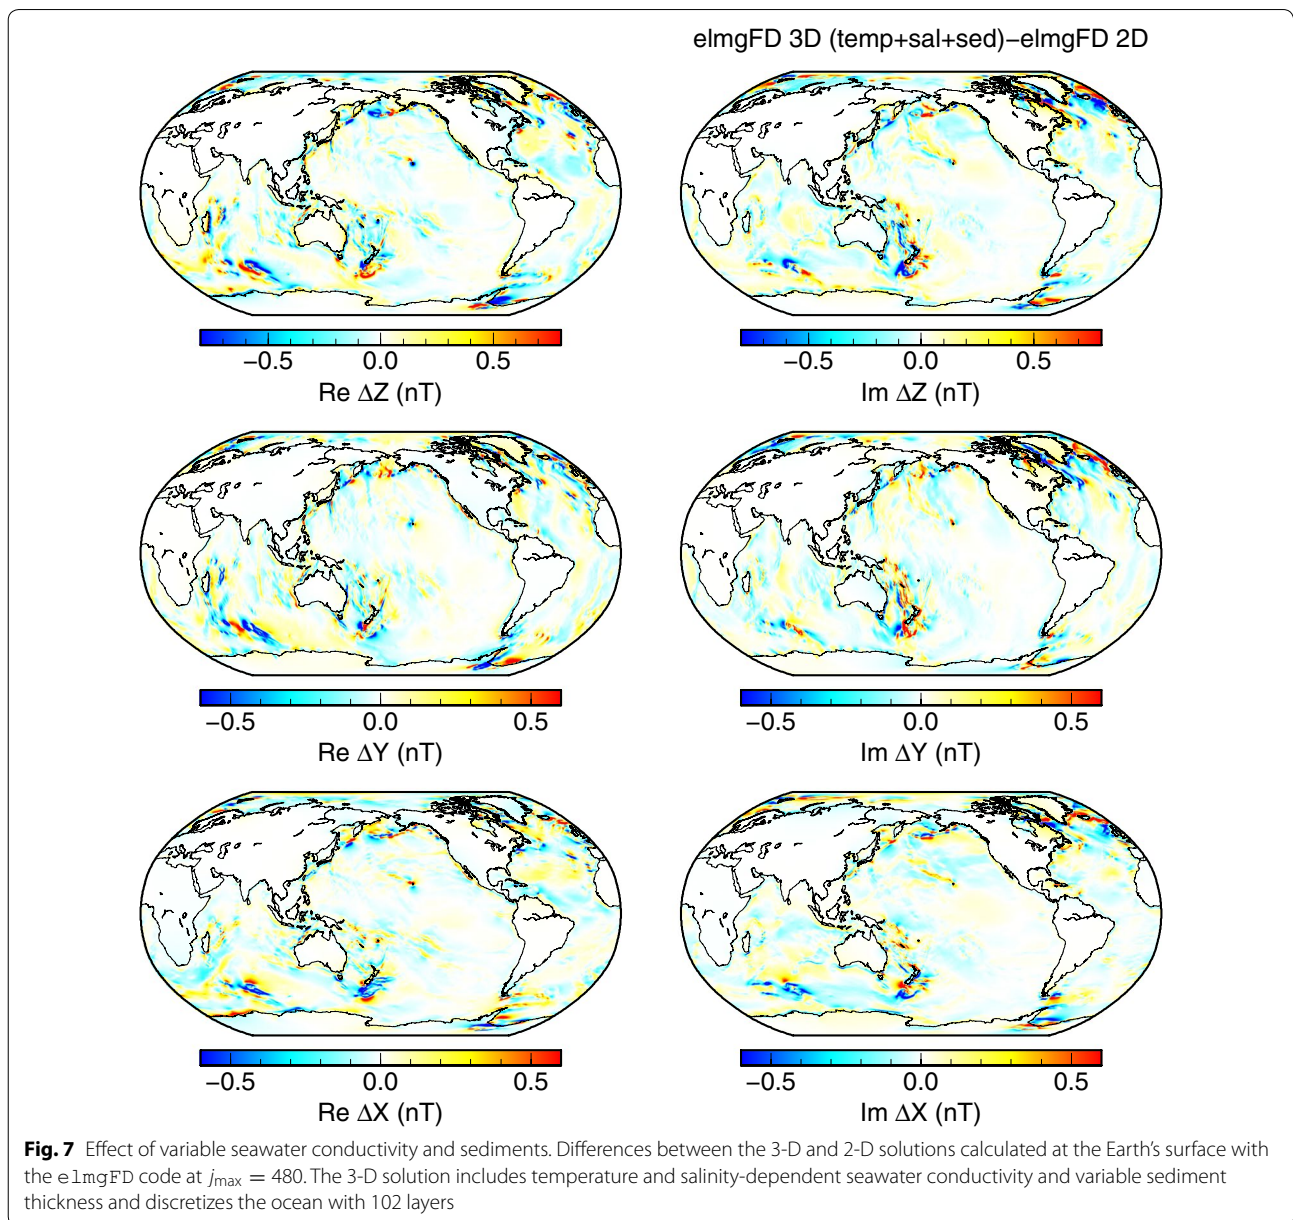 elmgFD 3D (temp+sal+sed)−elmgFD 2D
−0.5 0.0 0.5
Re ΔZ (nT)
−0.5 0.0 0.5
Im ΔZ (nT)
−0.5 0.0 0.5
Re ΔY (nT)
−0.5 0.0 0.5
Im ΔY (nT)
−0.5 0.0 0.5
Re ΔX (nT)
−0.5 0.0 0.5
Im ΔX (nT)
Fig. 7 Effect of variable seawater conductivity and sediments. Differences between the 3-D and 2-D solutions calculated at the Earth's surface with
the elmgFD code at jmax = 480. The 3-D solution includes temperature and salinity-dependent seawater conductivity and variable sediment
thickness and discretizes the ocean with 102 layers